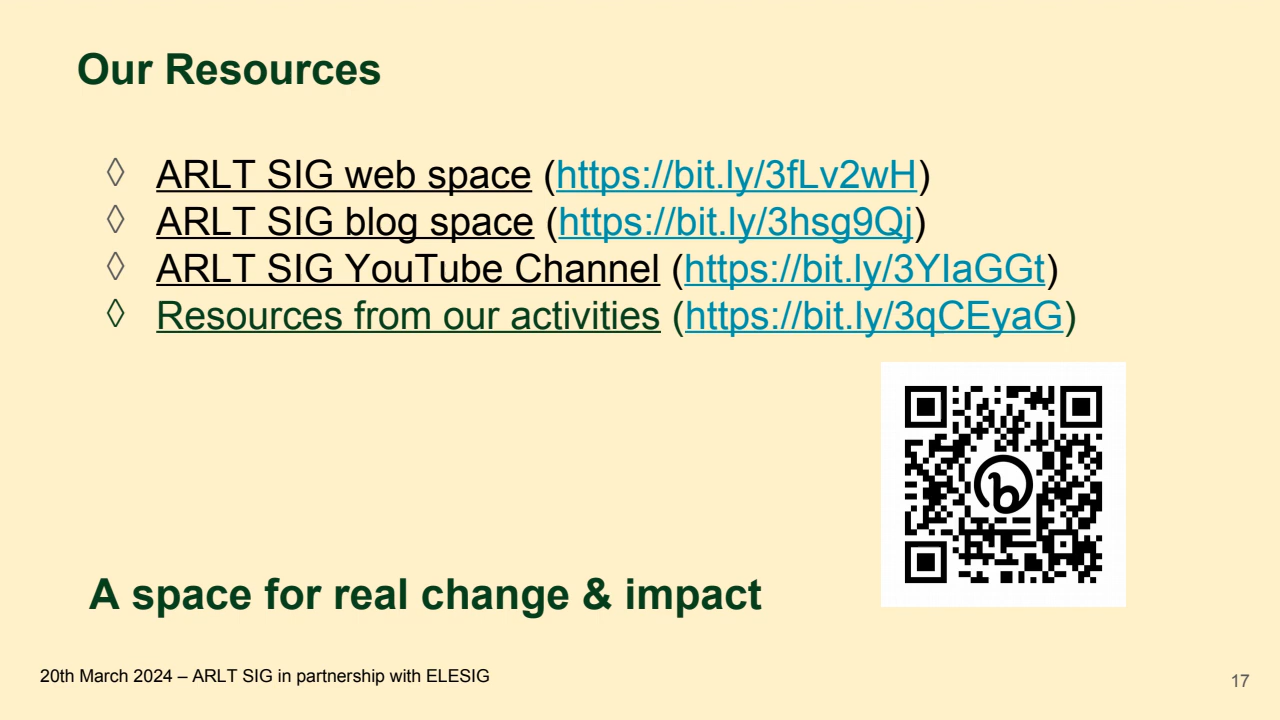 Our Resources
◊ ARLT SIG web space (https://bit.ly/3fLv2wH)
◊ ARLT SIG blog space (https://bit.ly/3hsg9Qj)
◊ ARLT SIG YouTube Channel (https://bit.ly/3YIaGGt)
◊ Resources from our activities (https://bit.ly/3qCEyaG)
A space for real change & impact
20th March 2024 – ARLT SIG in partnership with ELESIG
17